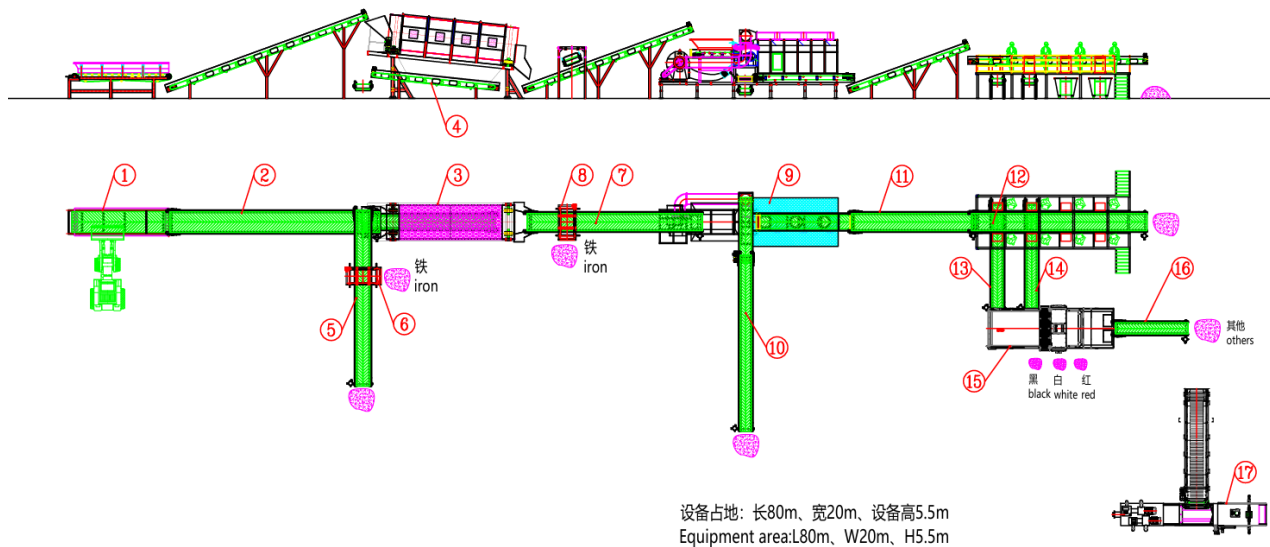 ④
① ② ③ ⑧ ⑦ ⑨ ⑪ ⑫
铁
iron
铁
iron
⑬ ⑭ ⑯
⑤ ⑥
⑩
其他
others
⑮
黑 白 红
black white red
⑰
设备占地：长80m、宽20m、设备高5.5m
Equipment area:L80m、W20m、H5.5m